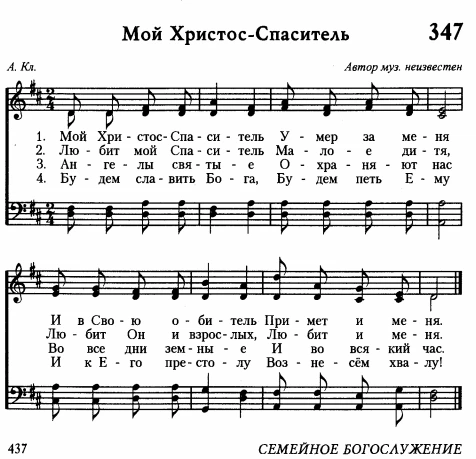 Мой Христос-Спаситель 347
А. Кл. Автор муз. неизвестен
2/4
1. Мой Хри - стос- Спа - си - тель У - мер за ме - ня
2. Лю - бит мой Спа - си - тель Ма - ло - е ди - тя,
3. Ан - ге - лы свя - ты - е О - хра - ня - ют нас
4. Бу - дем сла - вить Бо - га, Бу - дем петь Е - му
2/4
И в Сво - ю о - би - тель При - мет и ме - ня.
Лю - бит Он и взрос - лых, Лю - бит и ме - ня.
Во все дни зем - ны - е И во вся - кий час.
И к Е - го пре - сто - лу Воз - не - сём хва - лу!
437 СЕМЕЙНОЕ БОГОСЛУЖЕНИЕ